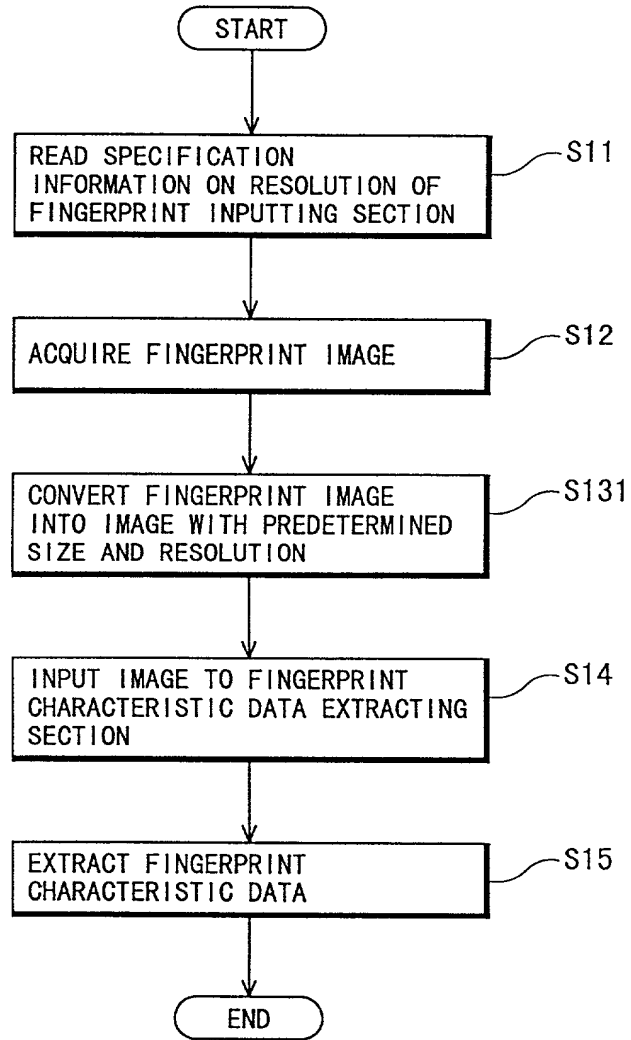 START
READ SPECIFICATION
INFORMATION ON RESOLUTION OF
FINGERPRINT INPUTTING SECTION
S11
ACQUIRE FINGERPRINT IMAGE
S12
CONVERT FINGERPRINT IMAGE
INTO IMAGE WITH PREDETERMINED
SIZE AND RESOLUTION
S131
INPUT IMAGE TO FINGERPRINT
CHARACTERISTIC DATA EXTRACTING
SECTION
S14
EXTRACT FINGERPRINT
CHARACTERISTIC DATA
S15
END